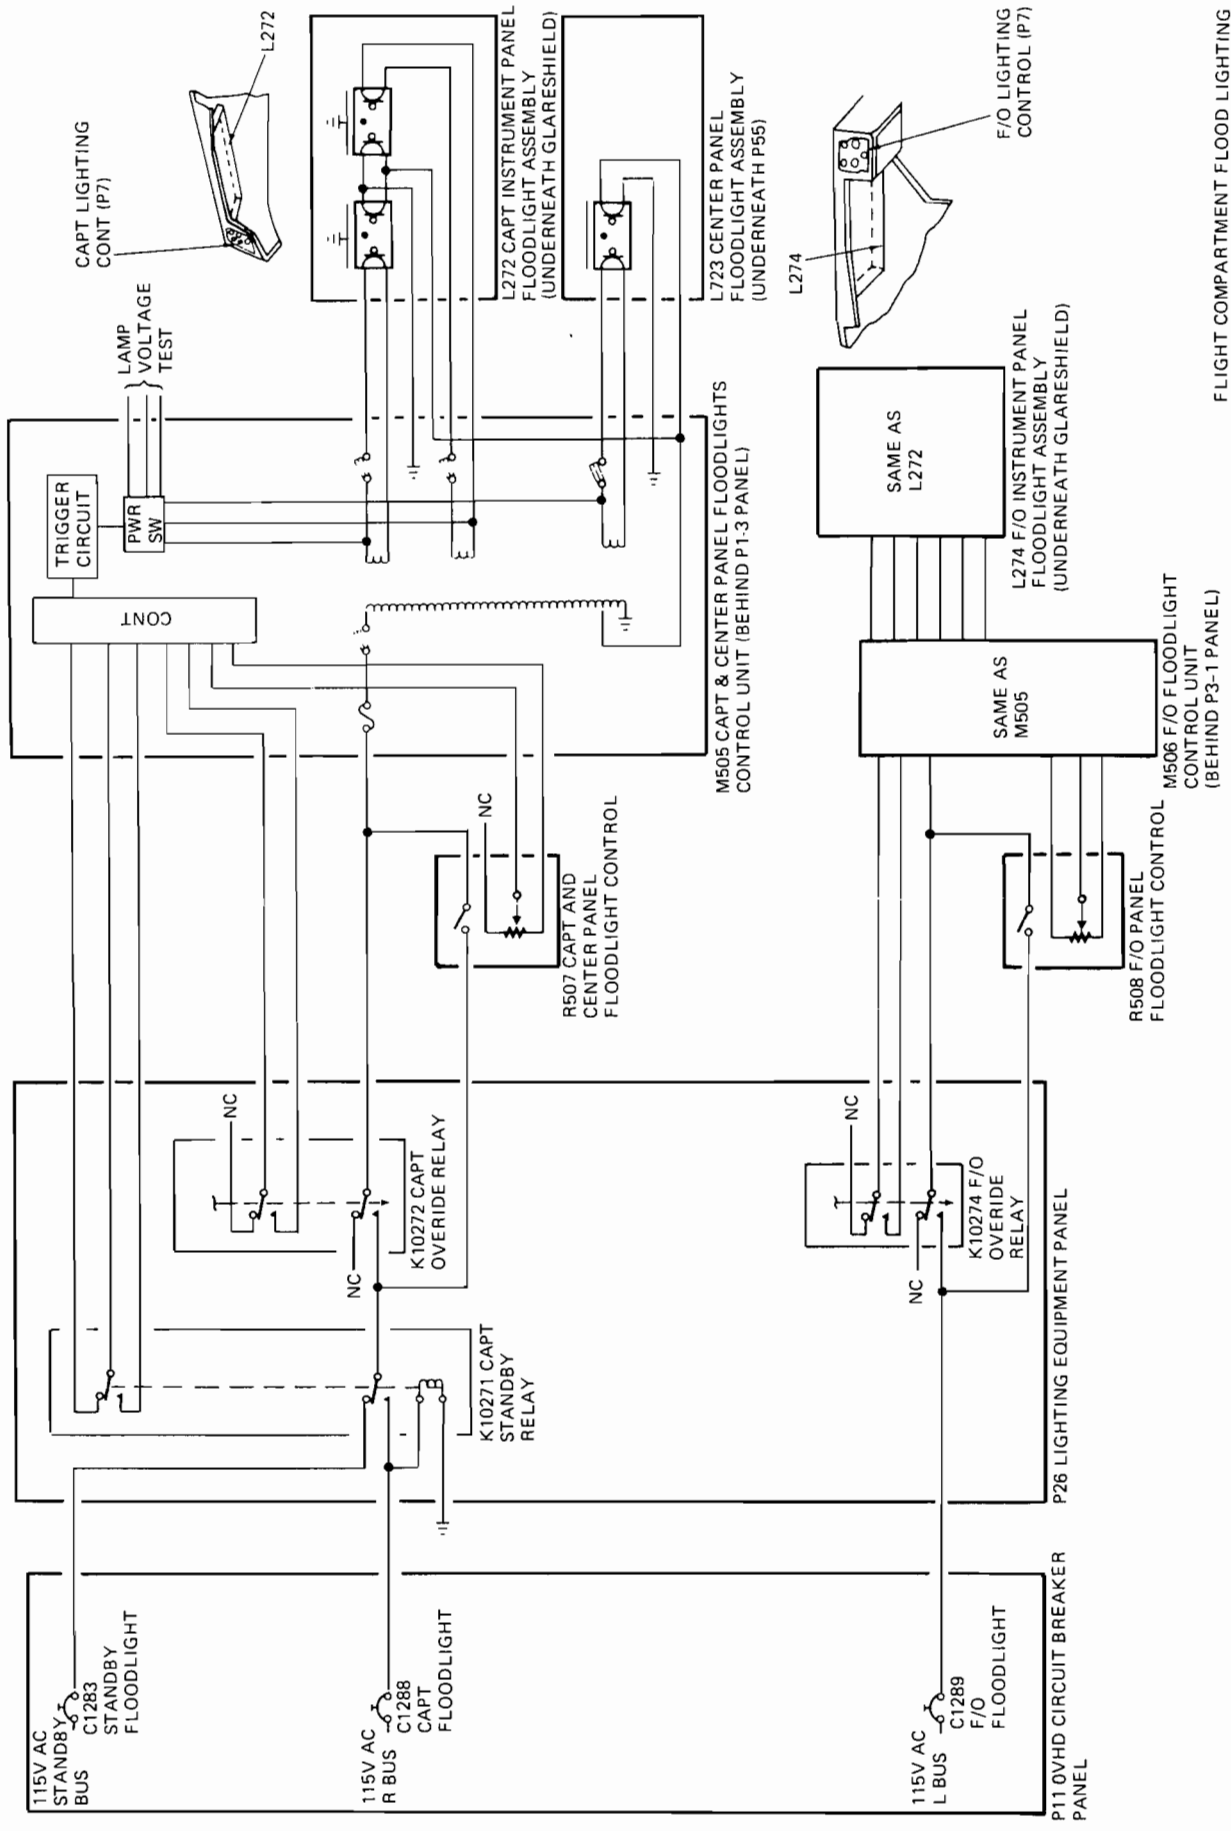 115V AC
STANDBY
BUS
C1283
STANDBY
FLOODLIGHT
115V AC
R BUS
C1288
CAPT
FLOODLIGHT
115V AC
L BUS
C1289
F/O
FLOODLIGHT
P11 0VHD CIRCUIT BREAKER
PANEL
K10271 CAPT
STANDBY
RELAY
NC
NC
K10272 CAPT
OVERIDE RELAY
NC
NC
K10274 F/O
OVERIDE
RELAY
P26 LIGHTING EQUIPMENT PANEL
NC
R507 CAPT AND
CENTER PANEL
FLOODLIGHT CONTROL
R508 F/O PANEL
FLOODLIGHT CONTROL
CONT
TRIGGER
CIRCUIT
PWR
SW
LAMP
VOLTAGE
TEST
M505 CAPT & CENTER PANEL FLOODLIGHTS
CONTROL UNIT (BEHIND P1-3 PANEL)
SAME AS
M505
M506 F/O FLOODLIGHT
CONTROL UNIT
(BEHIND P3-1 PANEL)
SAME AS
L272
L274 F/O INSTRUMENT PANEL
FLOODLIGHT ASSEMBLY
(UNDERNEATH GLARESHIELD)
CAPT LIGHTING
CONT (P7)
L272
L272 CAPT INSTRUMENT PANEL
FLOODLIGHT ASSEMBLY
(UNDERNEATH GLARESHIELD)
L723 CENTER PANEL
FLOODLIGHT ASSEMBLY
(UNDERNEATH P55)
L274
F/O LIGHTING
CONTROL (P7)
FLIGHT COMPARTMENT FLOOD LIGHTING